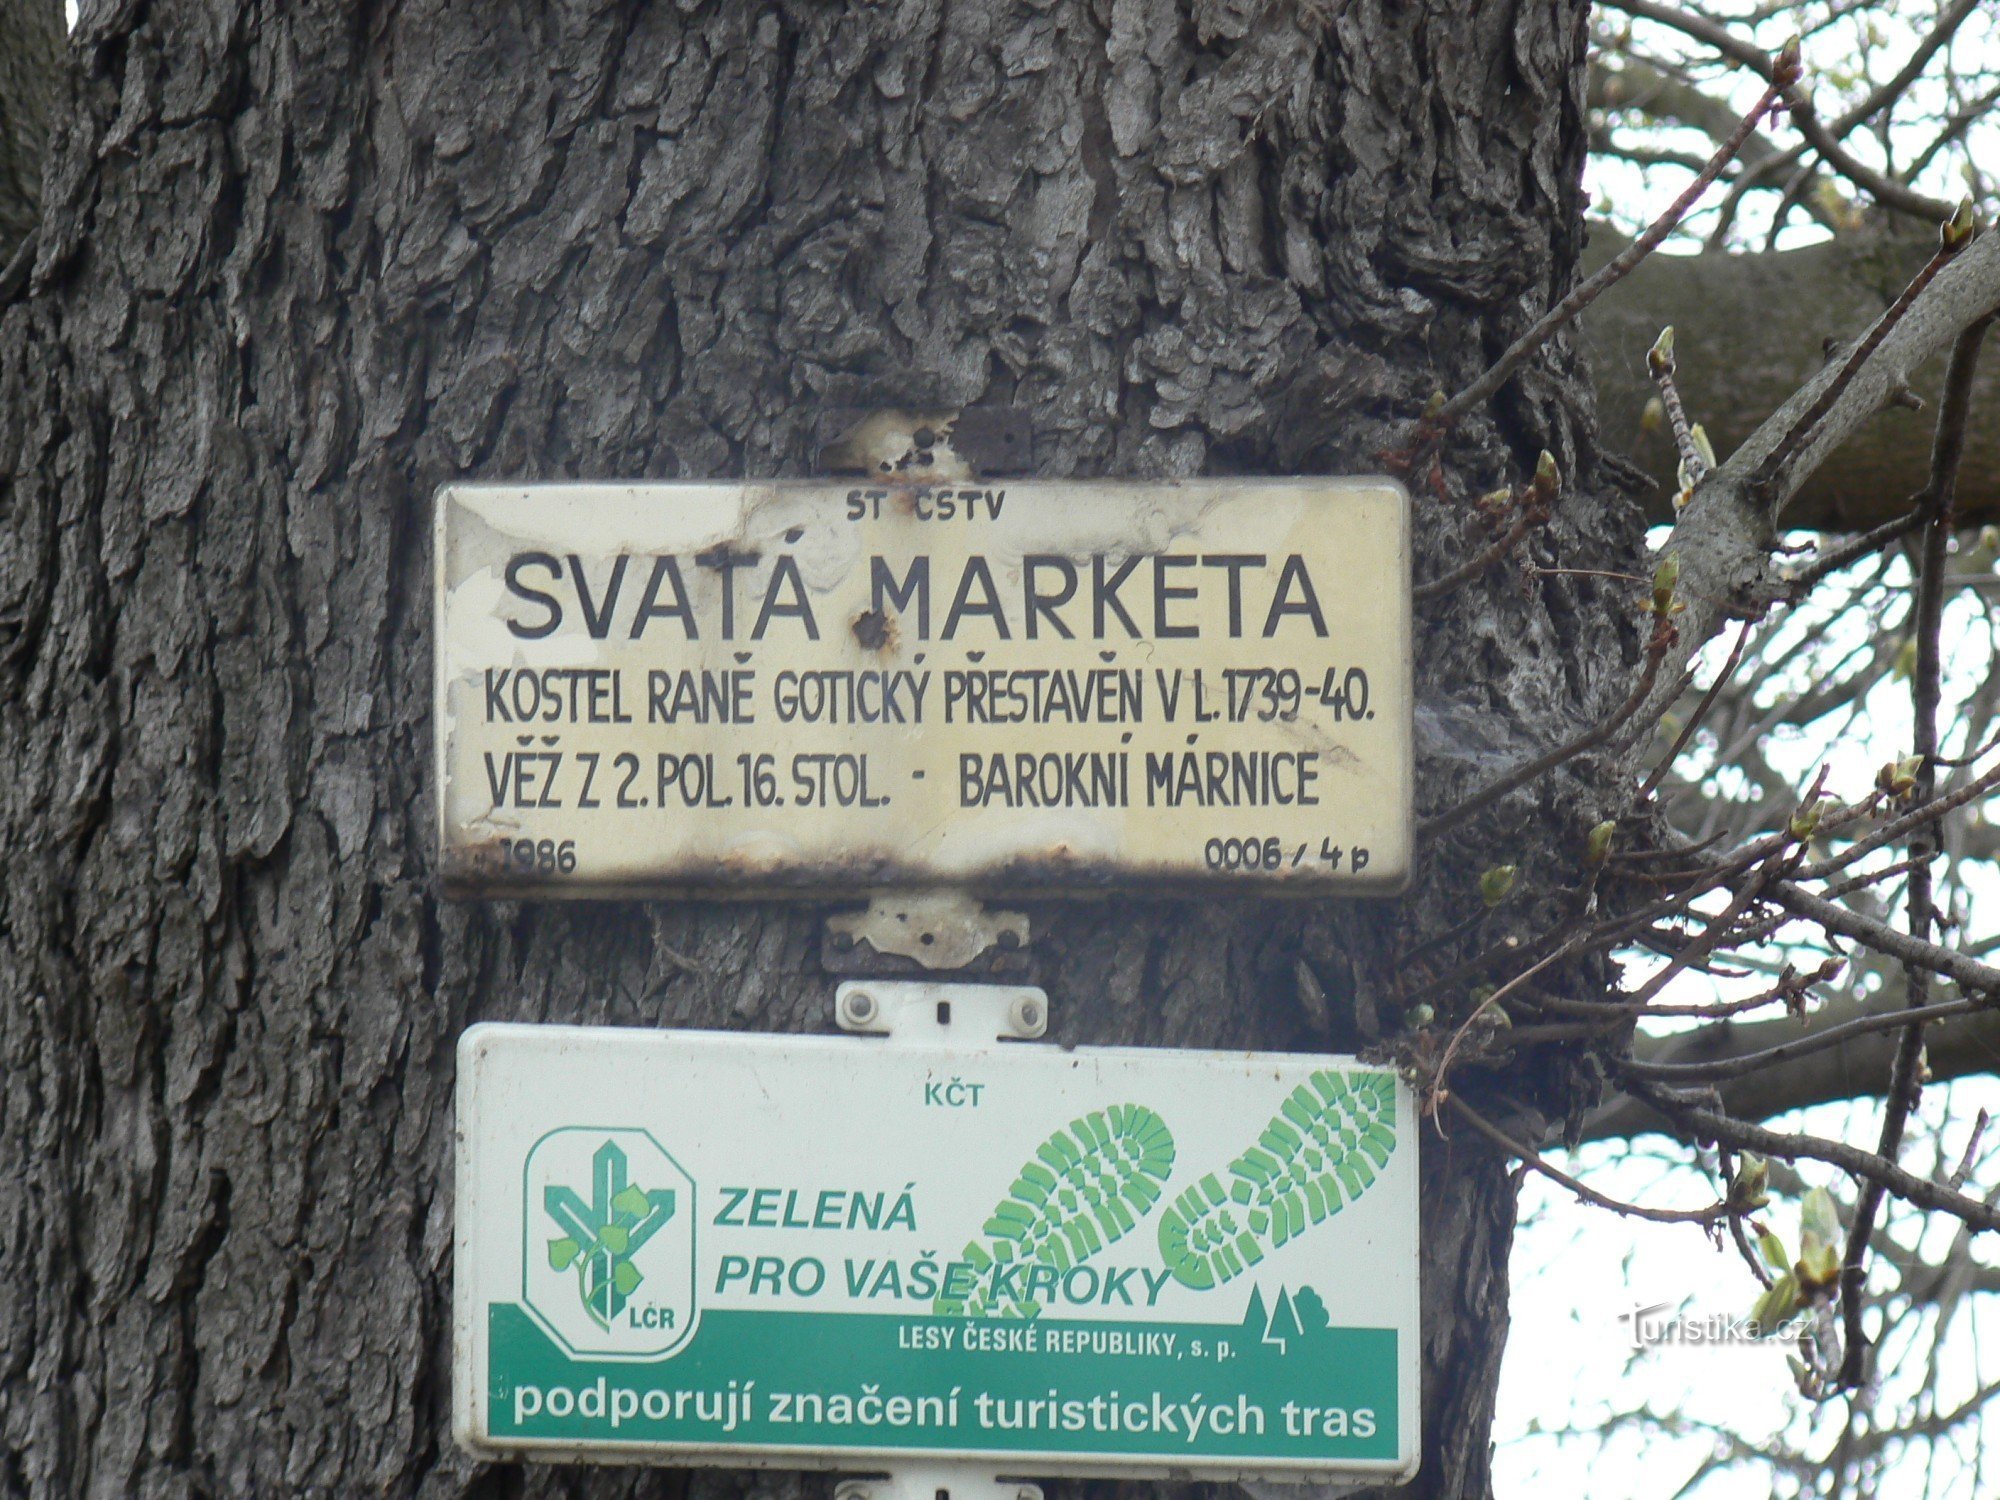 ST ČSTV
SVATÁ MARKETA
KOSTEL RANĚ GOTICKÝ PŘESTAVĚN V L.1739-40.
VĚŽ Z 2. POL. 16. STOL. - BAROKNÍ MÁRNICE
1986 0006/4p
KČT
ZELENÁ
PRO VAŠE KROKY
LČR
LESY ČESKÉ REPUBLIKY, s. p.
podporují značení turistických tras
Turistika.cz